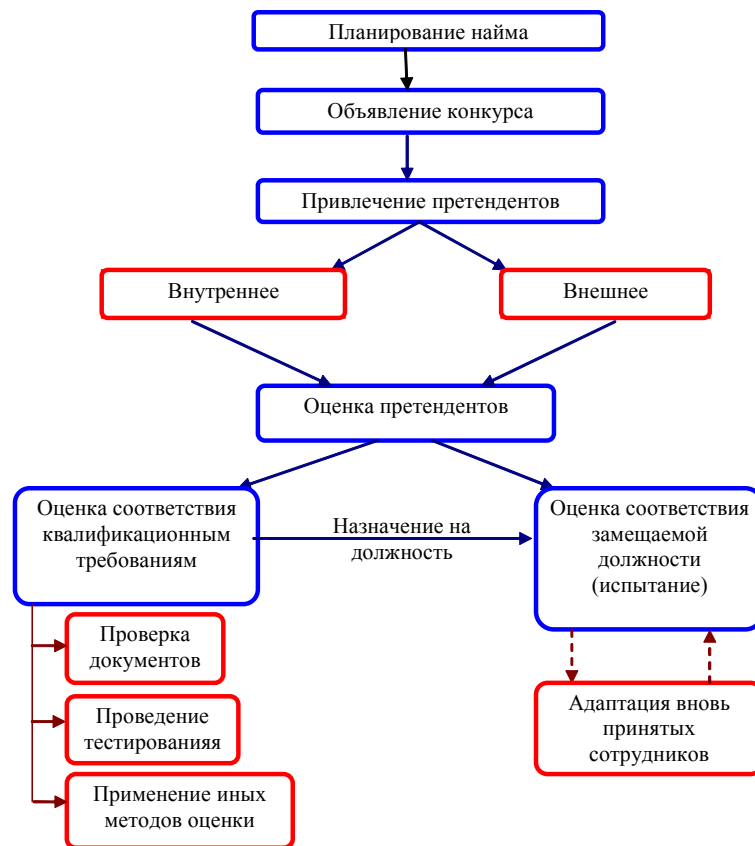 Планирование найма
Объявление конкурса
Привлечение претендентов
Внутреннее
Внешнее
Оценка претендентов
Оценка соответствия
квалификационным
требованиям
Назначение на
должность
Оценка соответствия
замещаемой
должности
(испытание)
Проверка
документов
Проведение
тестированияя
Применение иных
методов оценки
Адаптация вновь
принятых
сотрудников